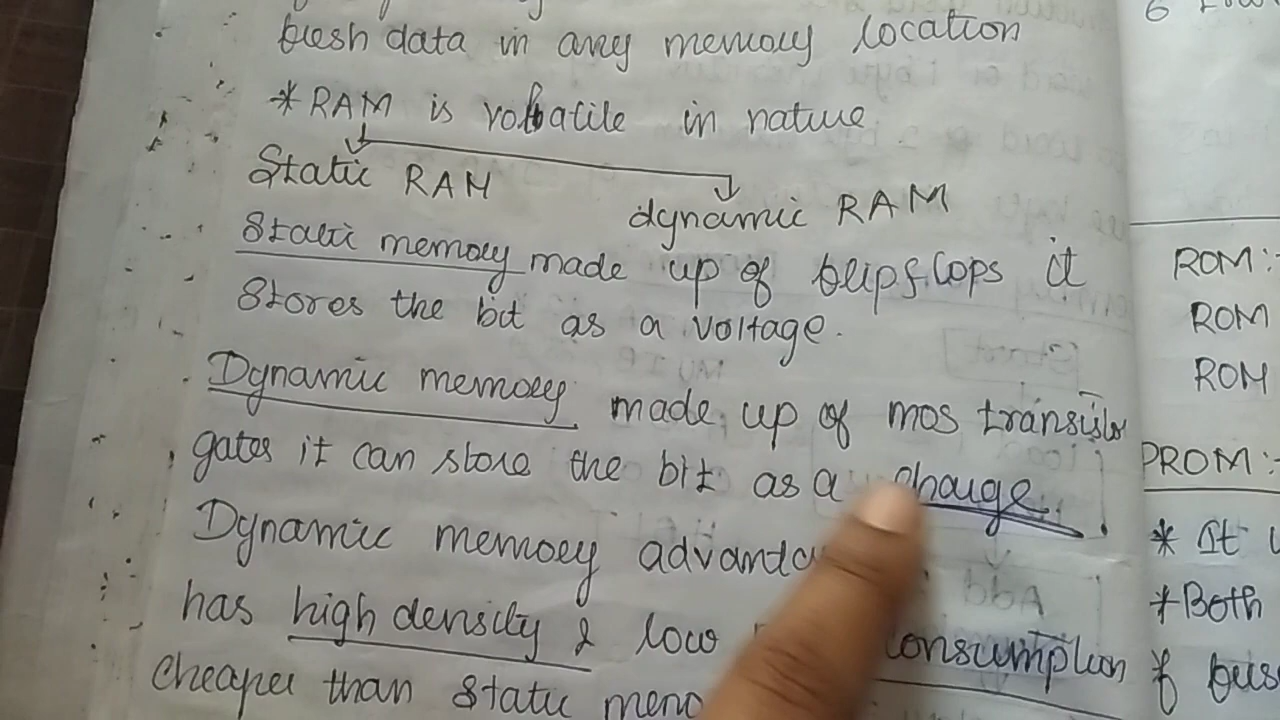 fresh data in any memory location
* RAM is volatile in nature
Static RAM
dynamic RAM
Static memory made up of flipflops it
stores the bit as a voltage.
Dynamic memory made up of mos transistor
gates it can store the bit as a charge
Dynamic memory
has high density & low consumption
cheaper than static
6
ROM:-
ROM
ROM
PROM:-
* It
* Both
*